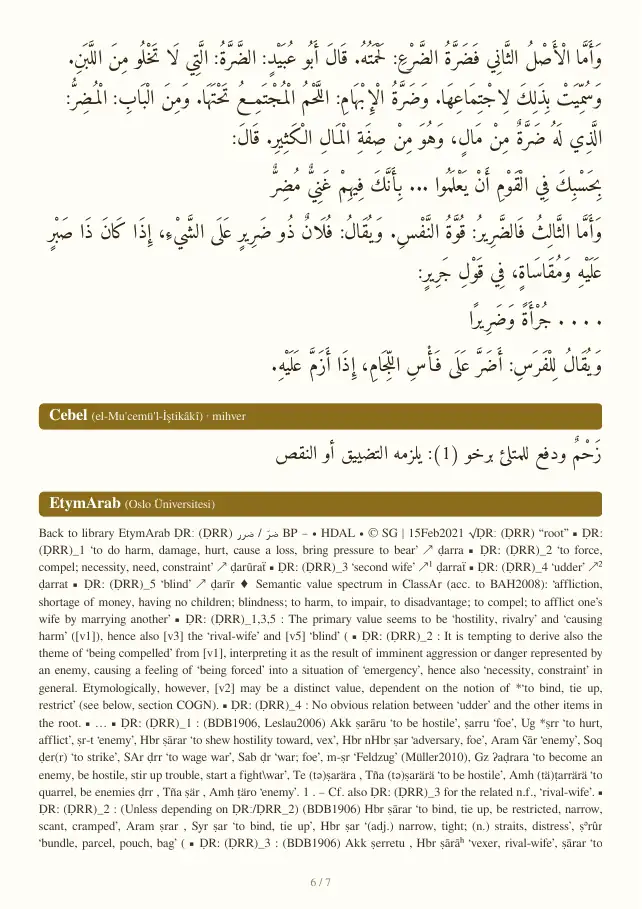 وَأَمَّا الْأَصْلُ الثَّانِي فَضَرَّةُ الضَّرْعِ: لَحْمَتُهُ. قَالَ أَبُو عُبَيْدٍ: الضَّرَّةُ: الَّتِي لَا تَخْلُو مِنَ اللَّبَنِ.
وَسُمِّيَتْ بِذَلِكَ لِاجْتِمَاعِهَا. وَضَرَّةُ الْإِبْهَامِ: اللَّحْمُ الْمُجْتَمِعُ تَحْتَهَا. وَمِنَ الْبَابِ: الْمُضِرُّ:
الَّذِي لَهُ ضَرَّةٌ مِنْ مَالٍ، وَهُوَ مِنْ صِفَةِ الْمَالِ الْكَثِيرِ. قَالَ:
بِحَسْبِكَ فِي الْقَوْمِ أَنْ يَعْلَمُوا ... بِأَنَّكَ فِيهِمْ غَنِيٌّ مُضِرٌّ
وَأَمَّا الثَّالِثُ فَالضَّرِيرُ: قُوَّةُ النَّفْسِ. وَيُقَالُ: فُلَانٌ ذُو ضَرِيرٍ عَلَى الشَّيْءِ، إِذَا كَانَ ذَا صَبْرٍ
عَلَيْهِ وَمُقَاسَاةٍ، فِي قَوْلِ جَرِيرٍ:
. . . . جُرْأَةً وَضَرِيرًا
وَيُقَالُ لِلْفَرَسِ: أَضَرَّ عَلَى فَأْسِ اللِّجَامِ، إِذَا أَزَمَّ عَلَيْهِ.
Cebel (el-Mu'cemü'l-İştikâkî) · mihver
زَحْمٌ ودفع للمتلئ برخو (1): يلزمه التضييق أو النقص
EtymArab (Oslo Üniversitesi)
Back to library EtymArab ḌR: (ḌRR) ضرّ / ضرر BP – ▪ HDAL ▪ © SG | 15Feb2021 √ḌR: (ḌRR) “root” ▪ ḌR:
(ḌRR)_1 ‘to do harm, damage, hurt, cause a loss, bring pressure to bear’ ↗ ḍarra ▪ ḌR: (ḌRR)_2 ‘to force,
compel; necessity, need, constraint’ ↗ ḍarūraẗ ▪ ḌR: (ḌRR)_3 ‘second wife’ ↗¹ ḍarraẗ ▪ ḌR: (ḌRR)_4 ‘udder’ ↗²
ḍarrat ▪ ḌR: (ḌRR)_5 ‘blind’ ↗ ḍarīr ♦ Semantic value spectrum in ClassAr (acc. to BAH2008): ‘affliction,
shortage of money, having no children; blindness; to harm, to impair, to disadvantage; to compel; to afflict one’s
wife by marrying another’ ▪ ḌR: (ḌRR)_1,3,5 : The primary value seems to be ‘hostility, rivalry’ and ‘causing
harm’ ([v1]), hence also [v3] the ‘rival-wife’ and [v5] ‘blind’ ( ▪ ḌR: (ḌRR)_2 : It is tempting to derive also the
theme of ‘being compelled’ from [v1], interpreting it as the result of imminent aggression or danger represented by
an enemy, causing a feeling of ‘being forced’ into a situation of ‘emergency’, hence also ‘necessity, constraint’ in
general. Etymologically, however, [v2] may be a distinct value, dependent on the notion of *‘to bind, tie up,
restrict’ (see below, section COGN). ▪ ḌR: (ḌRR)_4 : No obvious relation between ‘udder’ and the other items in
the root. ▪ … ▪ ḌR: (ḌRR)_1 : (BDB1906, Leslau2006) Akk ṣarāru ‘to be hostile’, ṣarru ‘foe’, Ug *ṣrr ‘to hurt,
afflict’, ṣr-t ‘enemy’, Hbr ṣārar ‘to shew hostility toward, vex’, Hbr nHbr ṣar ‘adversary, foe’, Aram ʕār ‘enemy’, Soq
ḍer(r) ‘to strike’, SAr ḍrr ‘to wage war’, Sab ḍr ‘war; foe’, m-ṣr ‘Feldzug’ (Müller2010), Gz ʔaḍrara ‘to become an
enemy, be hostile, stir up trouble, start a fight\war’, Te (tə)ṣarära , Tña (tə)ṣarärä ‘to be hostile’, Amh (tä)ṭarrärä ‘to
quarrel, be enemies ḍrr , Tña ṣär , Amh ṭäro ‘enemy’. 1 . – Cf. also ḌR: (ḌRR)_3 for the related n.f., ‘rival-wife’. ▪
ḌR: (ḌRR)_2 : (Unless depending on ḌR:/ḌRR_2) (BDB1906) Hbr ṣārar ‘to bind, tie up, be restricted, narrow,
scant, cramped’, Aram ṣrar , Syr ṣar ‘to bind, tie up’, Hbr ṣar ‘(adj.) narrow, tight; (n.) straits, distress’, ṣᵊrûr
‘bundle, parcel, pouch, bag’ ( ▪ ḌR: (ḌRR)_3 : (BDB1906) Akk ṣerretu , Hbr ṣārāʰ ‘vexer, rival-wife’, ṣārar ‘to
6 / 7